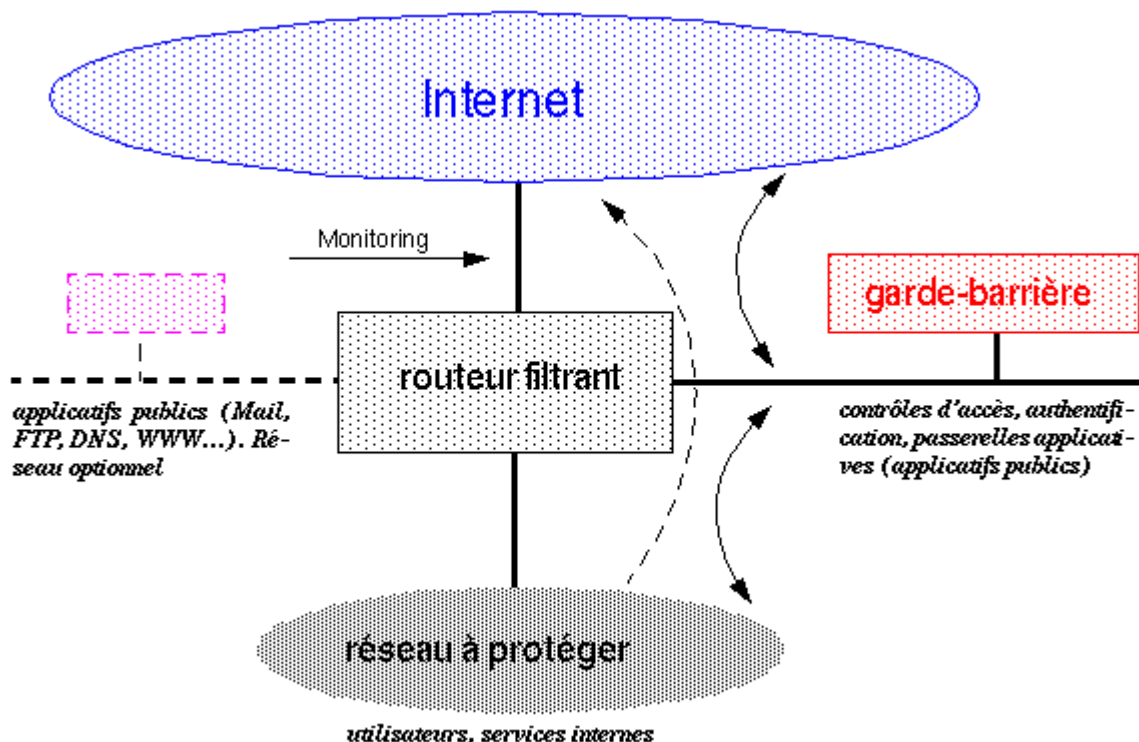 Internet
Monitoring
garde-barrière
routeur filtrant
applicatifs publics (Mail,
FTP, DNS, WWW...). Ré-
seau optionnel
contrôles d'accès, authentifi-
cation, passerelles applicati-
ves (applicatifs publics)
réseau à protéger
utilisateurs, services internes